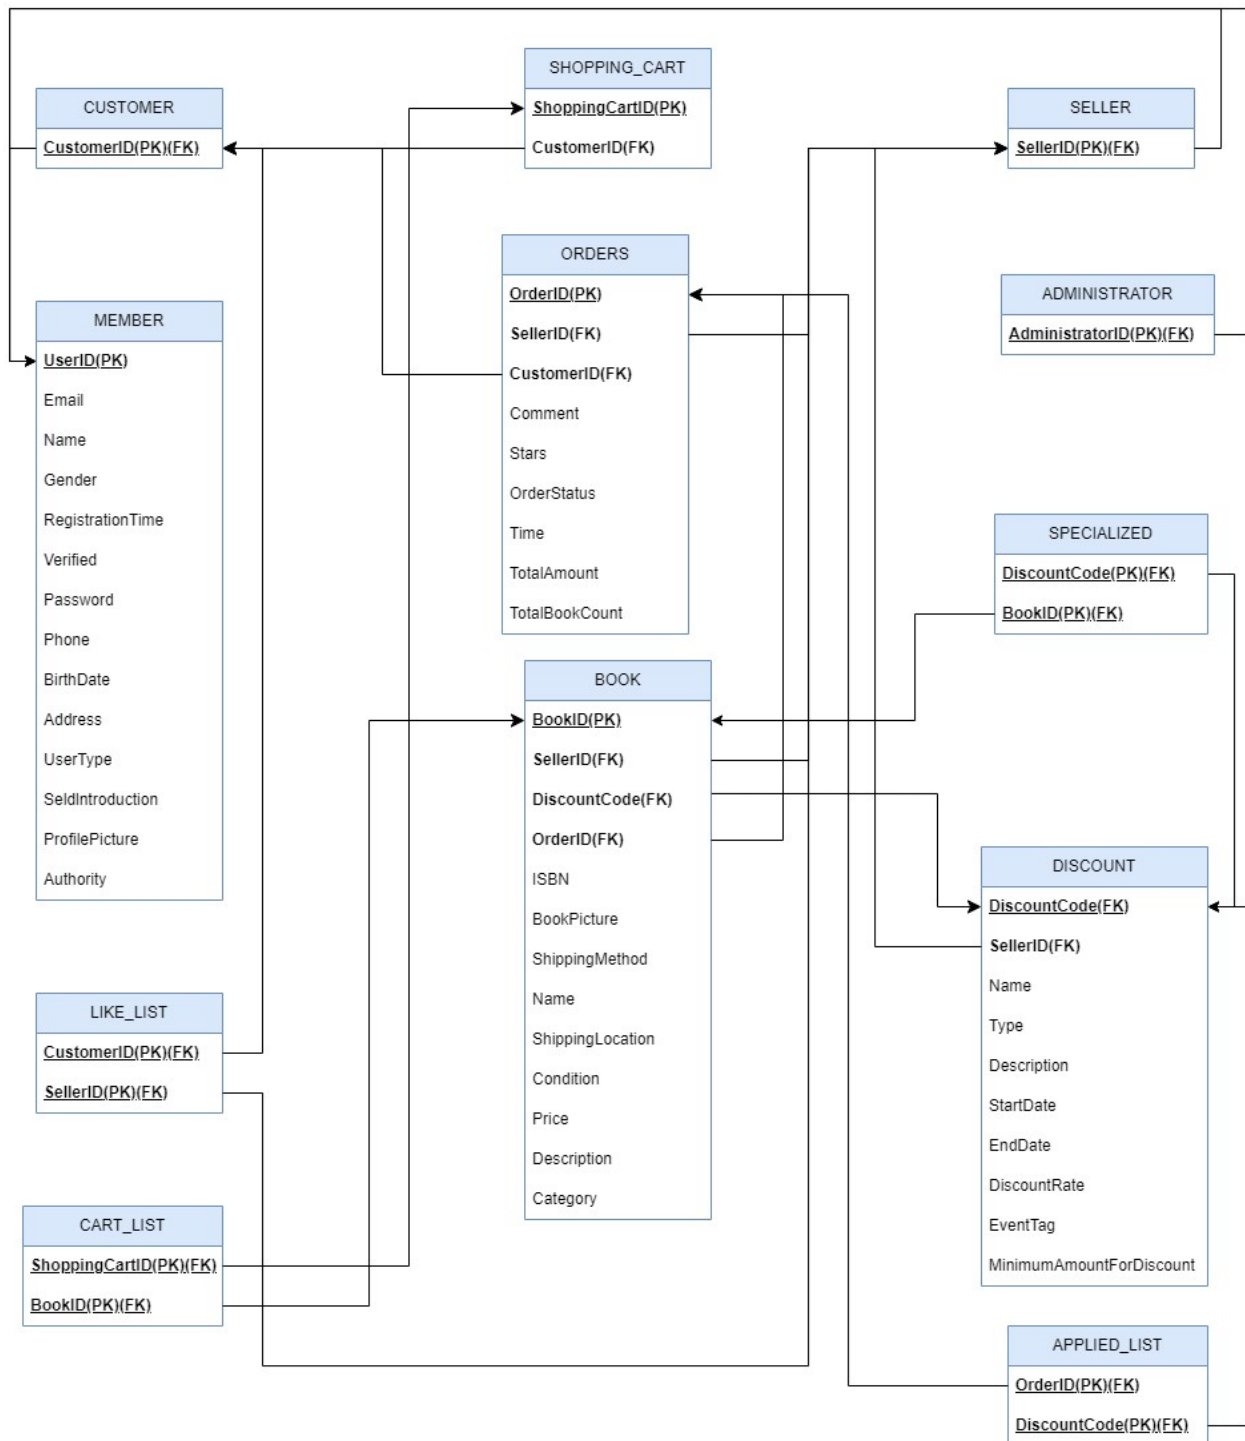 CUSTOMER
CustomerID(PK)(FK)
SHOPPING_CART
ShoppingCartID(PK)
CustomerID(FK)
SELLER
SellerID(PK)(FK)
ORDERS
OrderID(PK)
SellerID(FK)
CustomerID(FK)
Comment
Stars
OrderStatus
Time
TotalAmount
TotalBookCount
ADMINISTRATOR
AdministratorID(PK)(FK)
MEMBER
UserID(PK)
Email
Name
Gender
RegistrationTime
Verified
Password
Phone
BirthDate
Address
UserType
SeldIntroduction
ProfilePicture
Authority
SPECIALIZED
DiscountCode(PK)(FK)
BookID(PK)(FK)
BOOK
BookID(PK)
SellerID(FK)
DiscountCode(FK)
OrderID(FK)
ISBN
BookPicture
ShippingMethod
Name
ShippingLocation
Condition
Price
Description
Category
DISCOUNT
DiscountCode(FK)
SellerID(FK)
Name
Type
Description
StartDate
EndDate
DiscountRate
EventTag
MinimumAmountForDiscount
LIKE_LIST
CustomerID(PK)(FK)
SellerID(PK)(FK)
CART_LIST
ShoppingCartID(PK)(FK)
BookID(PK)(FK)
APPLIED_LIST
OrderID(PK)(FK)
DiscountCode(PK)(FK)